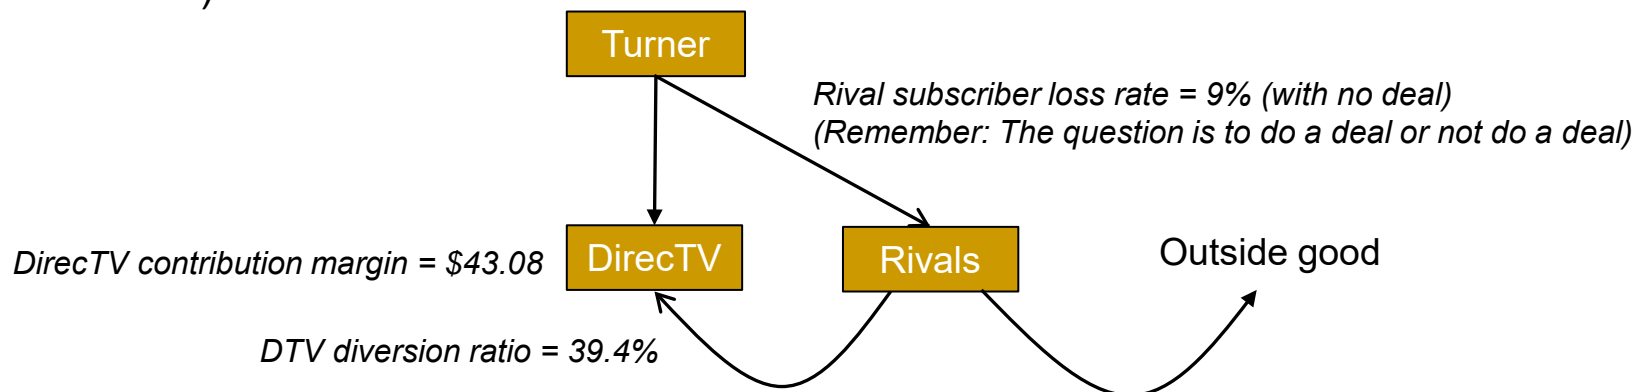 Turner
Rival subscriber loss rate = 9% (with no deal)
(Remember: The question is to do a deal or not do a deal)
DirecTV contribution margin = $43.08
DirecTV
Rivals
Outside good
DTV diversion ratio = 39.4%